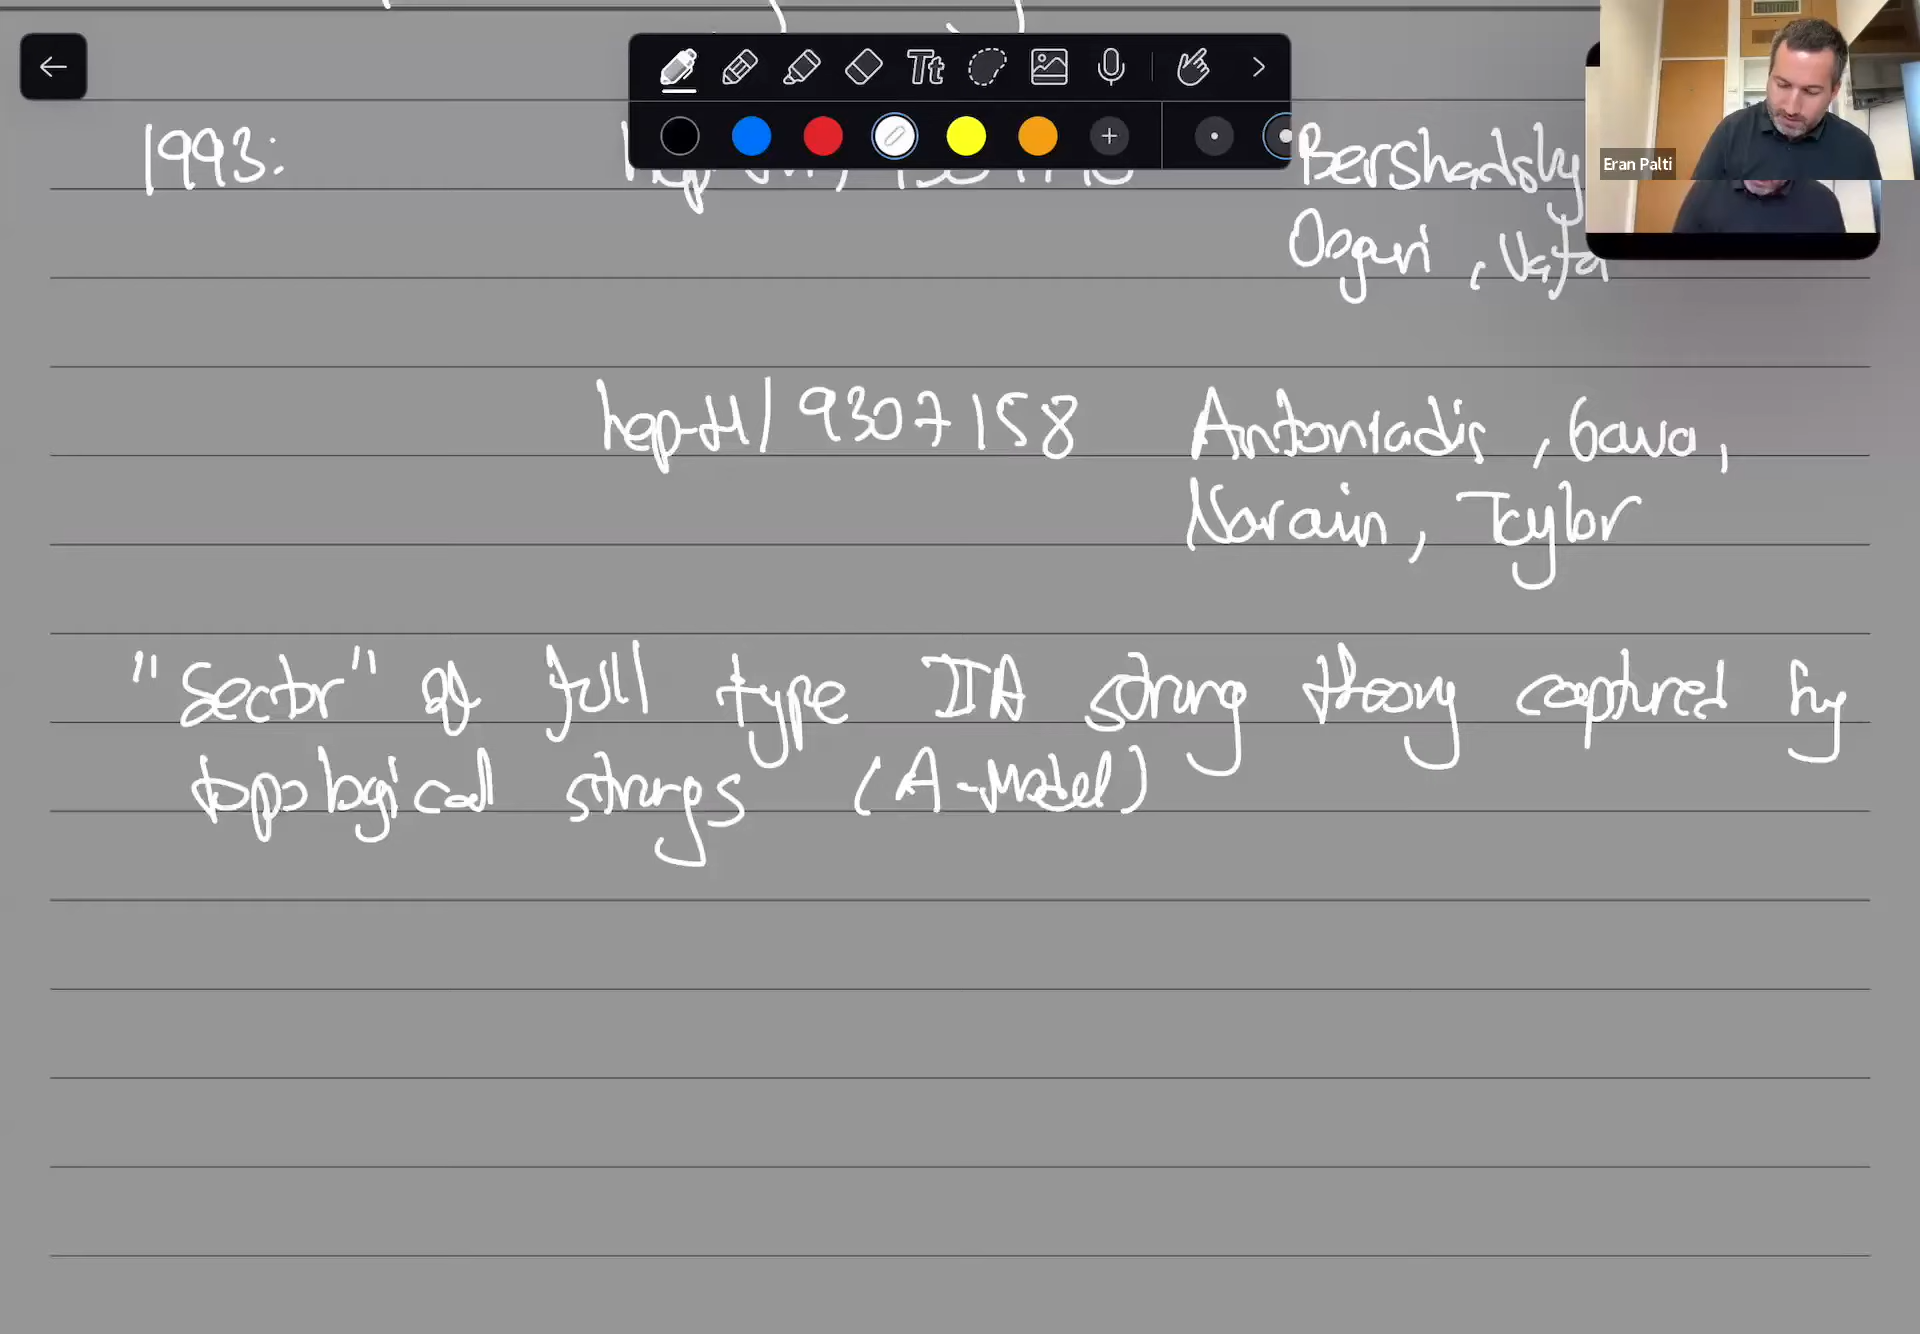 Tt
1993: Bershadsky
Eran Palti
Ooguri, Vafa
hep-th/9307158 Antoniadis, Gava,
Narain, Taylor
"Sector" of full type IIA string theory captured by
topological strings (A-Model)